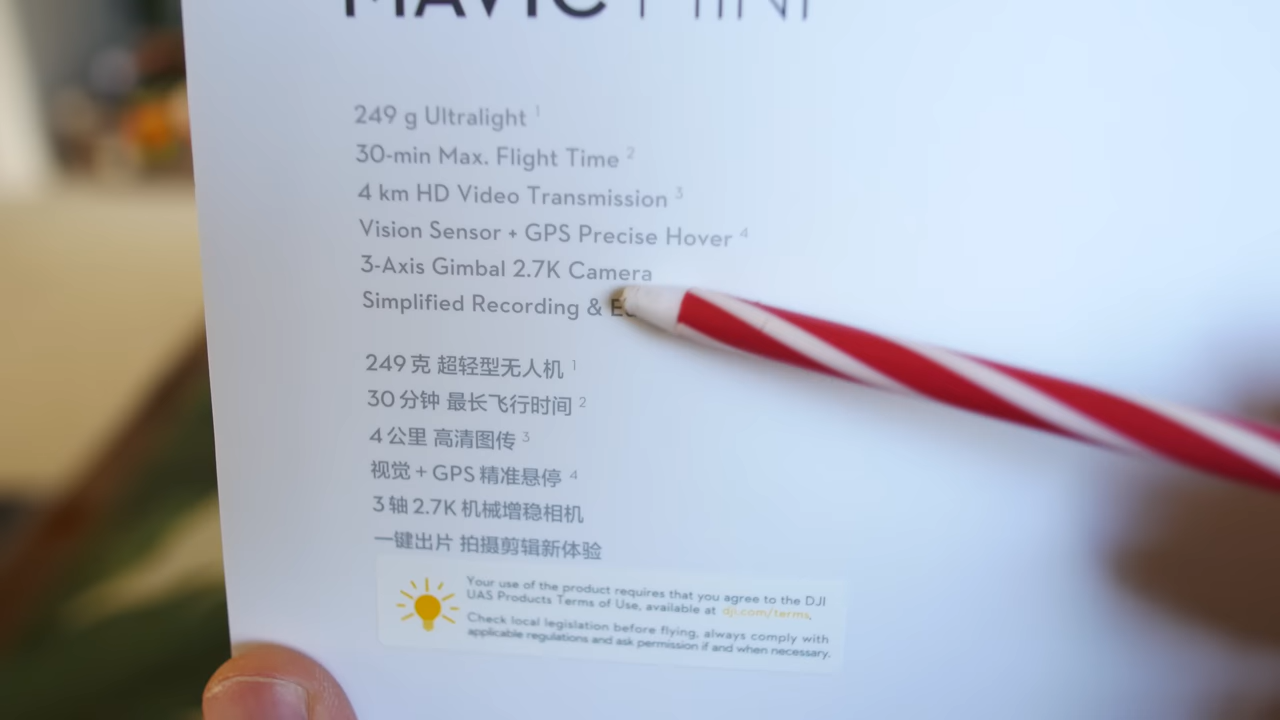 MAVIC MINI
249 g Ultralight 1
30-min Max. Flight Time 2
4 km HD Video Transmission 3
Vision Sensor + GPS Precise Hover 4
3-Axis Gimbal 2.7K Camera
Simplified Recording &
249 克 超轻型无人机 1
30 分钟 最长飞行时间 2
4 公里 高清图传 3
视觉 + GPS 精准悬停 4
3 轴 2.7K 机械增稳相机
一键出片 拍摄剪辑新体验
Your use of the product requires that you agree to the DJI
UAS Products Terms of Use, available at dji.com/terms.
Check local legislation before flying, always comply with
applicable regulations and ask permission if and when necessary.